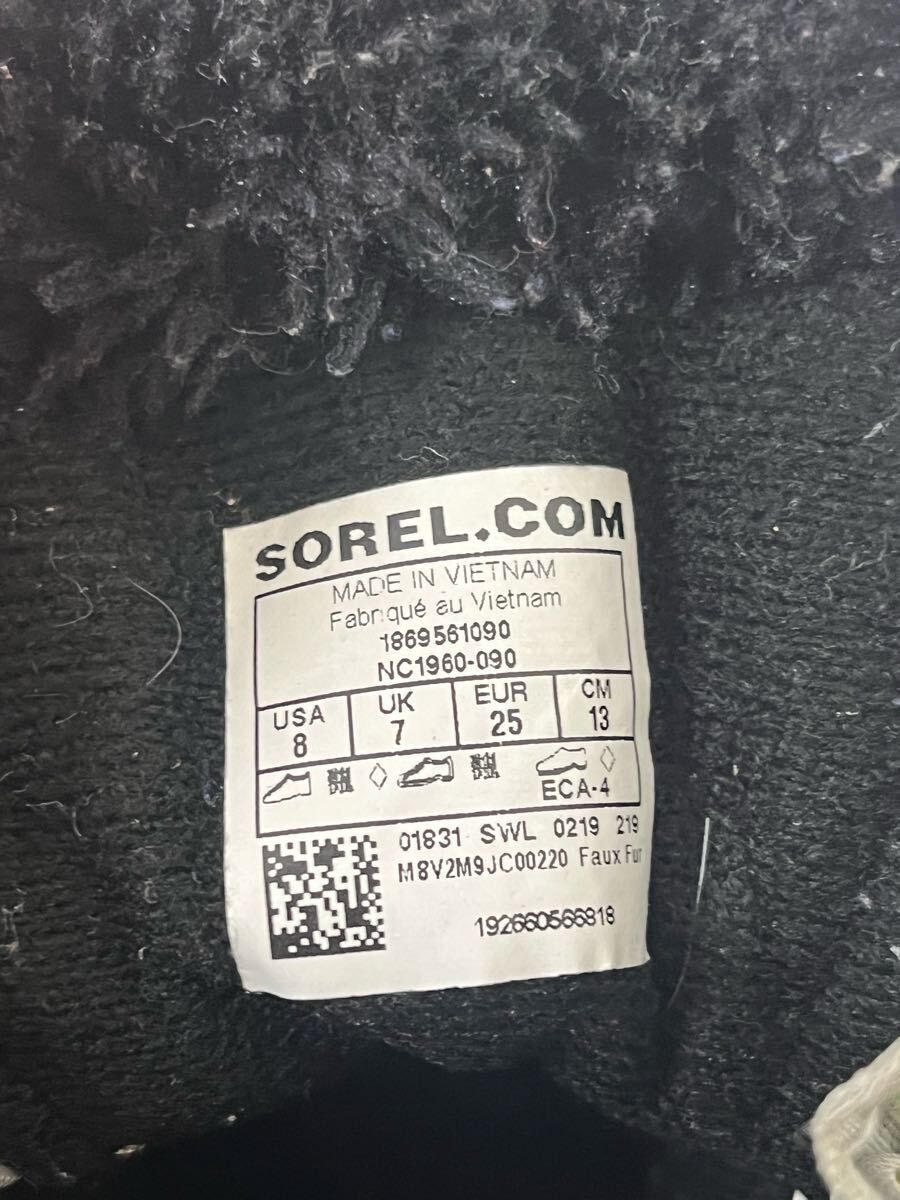 SOREL.COM
MADE IN VIETNAM
Fabriqué au Vietnam
1869561090
NC1960-090
USA UK EUR CM
8 7 25 13
ECA-4
01831 SWL 0219 219
M8V2M9JC00220 Faux Fur
192660566818